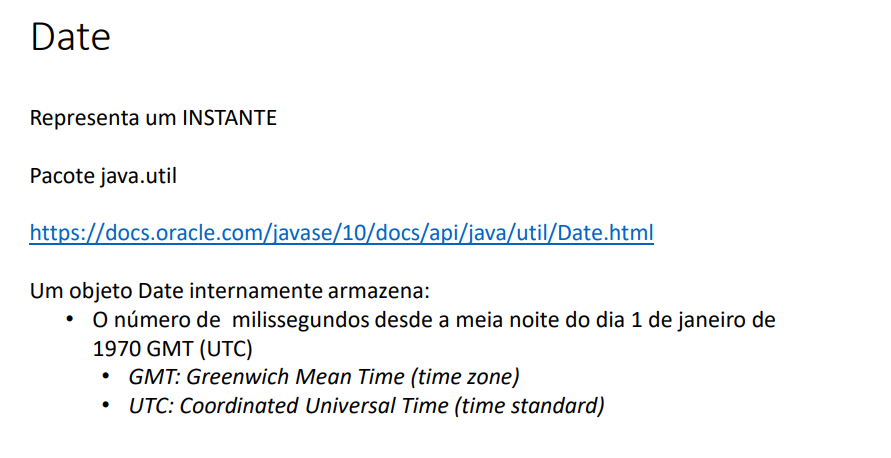 Date
Representa um INSTANTE
Pacote java.util
https://docs.oracle.com/javase/10/docs/api/java/util/Date.html
Um objeto Date internamente armazena:
• O número de  milissegundos desde a meia noite do dia 1 de janeiro de
1970 GMT (UTC)
• GMT: Greenwich Mean Time (time zone)
• UTC: Coordinated Universal Time (time standard)